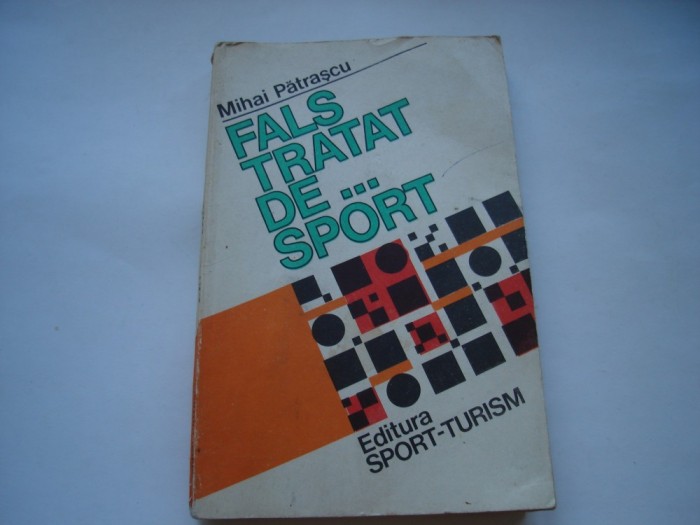 Mihai Pătrașcu
FALS
TRATAT
DE ...
SPORT
Editura
SPORT-TURISM